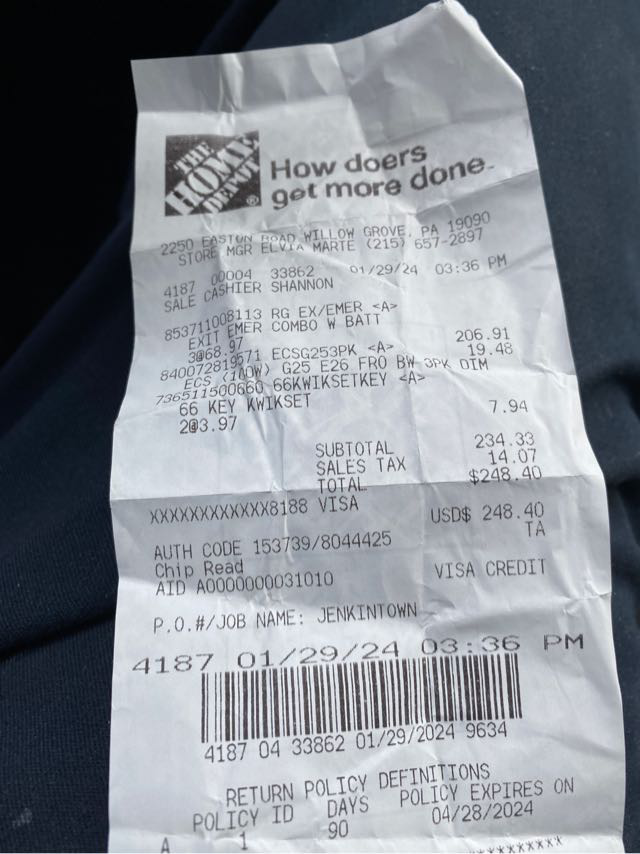 THE
HOME
DEPOT
How doers
get more done.
2250 EASTON ROAD WILLOW GROVE, PA 19090
STORE MGR ELVIA MARTE (215) 657-2897
4187 00004 33862 01/29/24 03:36 PM
SALE CASHIER SHANNON
853711008113 RG EX/EMER <A>
EXIT EMER COMBO W BATT
3@68.97 206.91
840072819571 ECSG253PK <A> 19.48
ECS (40W) G25 E26 FRO BW 3PK DIM
736511500660 66KWIKSETKEY <A>
66 KEY KWIKSET
2@3.97 7.94
SUBTOTAL 234.33
SALES TAX 14.07
TOTAL $248.40
XXXXXXXXXXXX8188 VISA
USD$ 248.40
TA
AUTH CODE 153739/8044425
Chip Read
AID A0000000031010 VISA CREDIT
P.O.#/JOB NAME: JENKINTOWN
4187 01/29/24 03:36 PM
4187 04 33862 01/29/2024 9634
RETURN POLICY DEFINITIONS
POLICY ID DAYS POLICY EXPIRES ON
A 1 90 04/28/2024